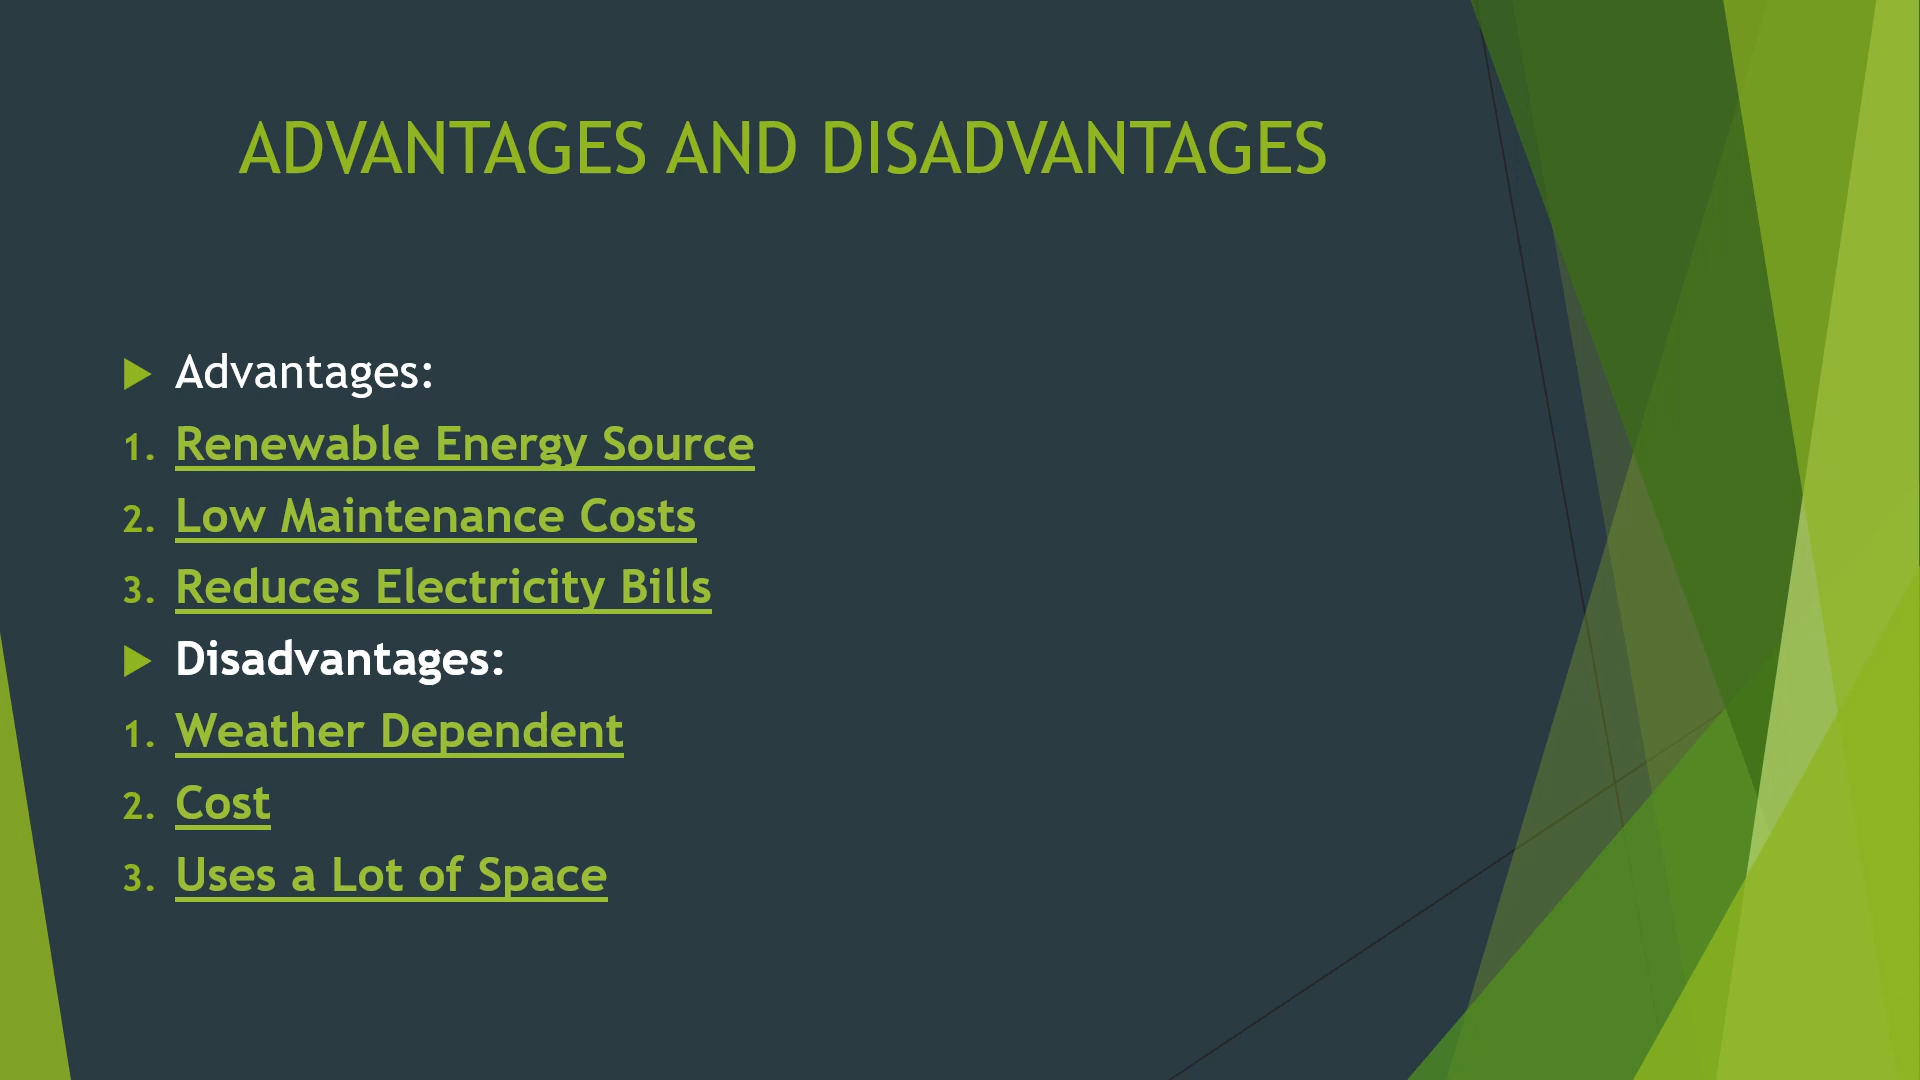 ADVANTAGES AND DISADVANTAGES
Advantages:
1. Renewable Energy Source
2. Low Maintenance Costs
3. Reduces Electricity Bills
Disadvantages:
1. Weather Dependent
2. Cost
3. Uses a Lot of Space